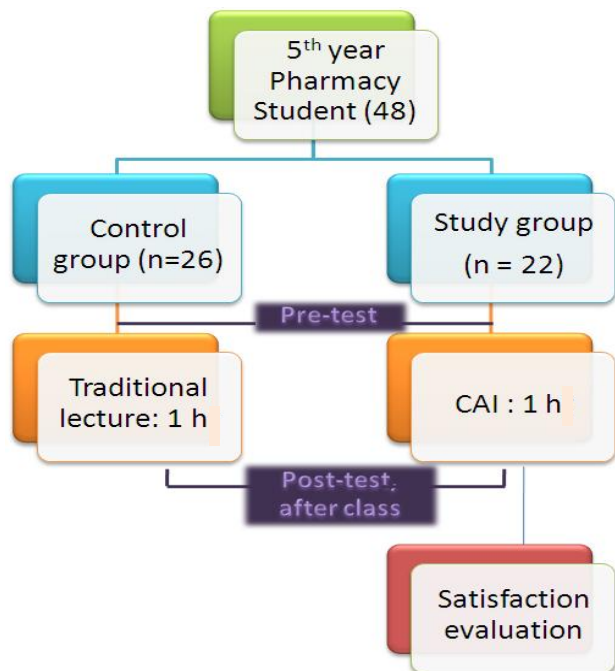 5th year
Pharmacy
Student (48)
Control
group (n=26)
Study group
(n = 22)
Pre-test
Traditional
lecture: 1 h
CAI : 1 h
Post-test,
after class
Satisfaction
evaluation